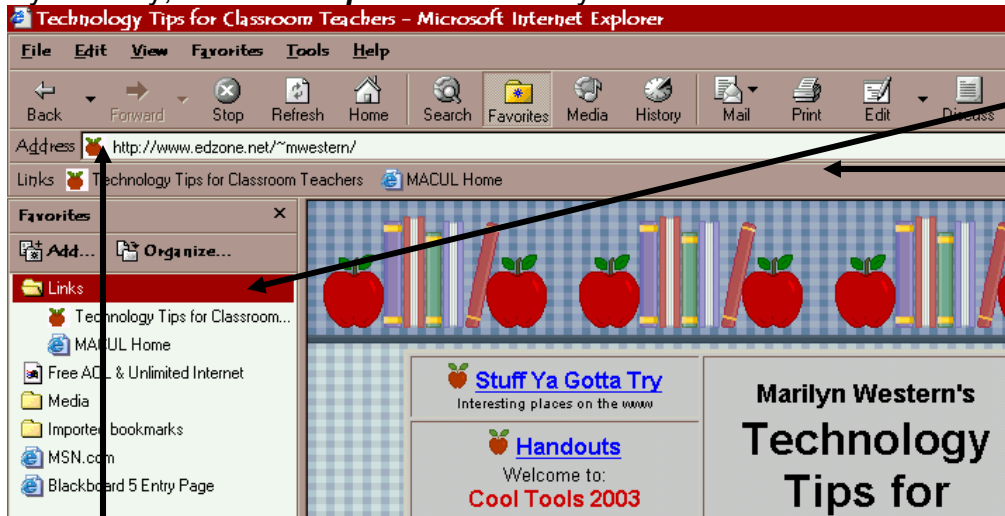 Technology Tips for Classroom Teachers - Microsoft Internet Explorer
File Edit View Favorites Tools Help
Back Forward Stop Refresh Home Search Favorites Media History Mail Print Edit Discuss
Address http://www.edzone.net/~mwestern/
Links Technology Tips for Classroom Teachers MACUL Home
Favorites ×
Add... Organize...
Links
Technology Tips for Classroom...
MACUL Home
Free AOL & Unlimited Internet
Media
Imported bookmarks
MSN.com
Blackboard 5 Entry Page
Stuff Ya Gotta Try
Interesting places on the www
Handouts
Welcome to:
Cool Tools 2003
Marilyn Western's
Technology
Tips for